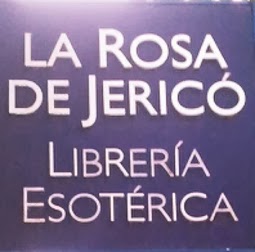 LA ROSA
DE JERICÓ
LIBRERÍA
ESOTÉRICA